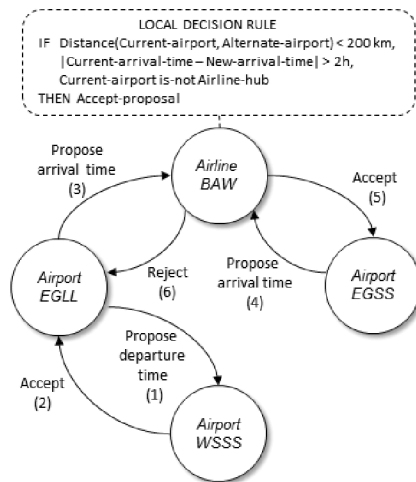 LOCAL DECISION RULE
IF Distance(Current-airport, Alternate-airport) < 200 km,
|Current-arrival-time – New-arrival-time| > 2h,
Current-airport is-not Airline-hub
THEN Accept-proposal
Propose
arrival time
(3)
Airline
BAW
Accept
(5)
Airport
EGLL
Reject
(6)
Propose
arrival time
(4)
Airport
EGSS
Propose
departure
time
(1)
Accept
(2)
Airport
WSSS